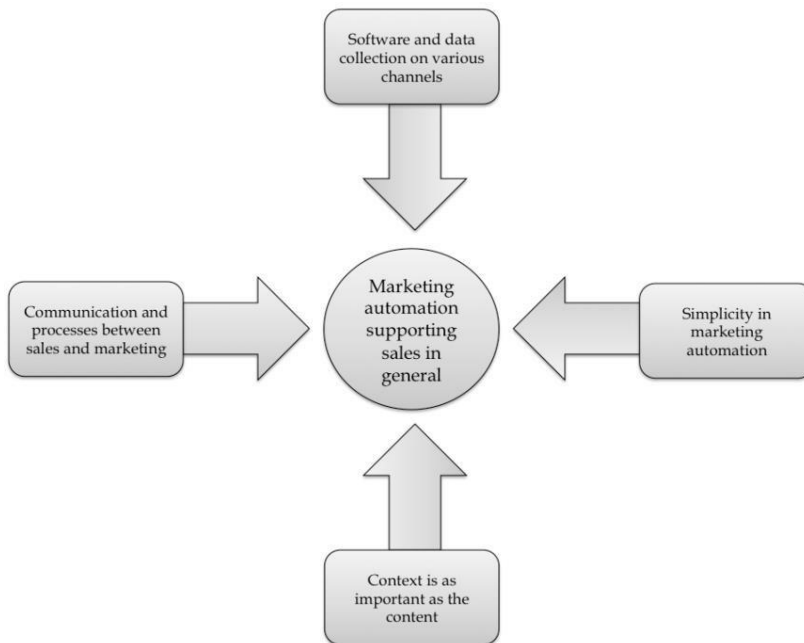 Software and data
collection on various
channels
Communication and
processes between
sales and marketing
Marketing
automation
supporting
sales in
general
Simplicity in
marketing
automation
Context is as
important as the
content